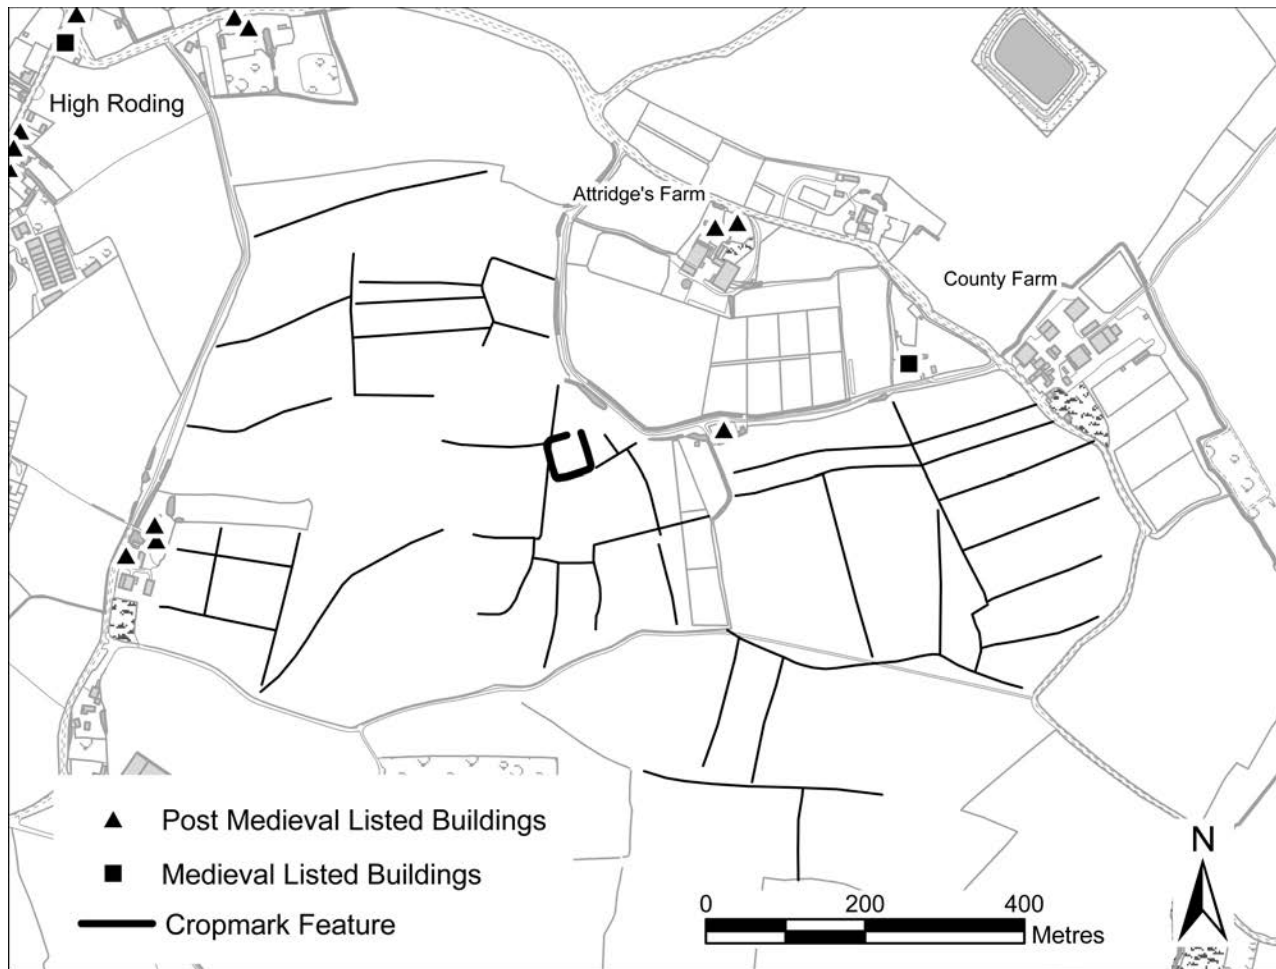 High Roding
Attridge's Farm
County Farm
Post Medieval Listed Buildings
Medieval Listed Buildings
Cropmark Feature
N
0 200 400
Metres